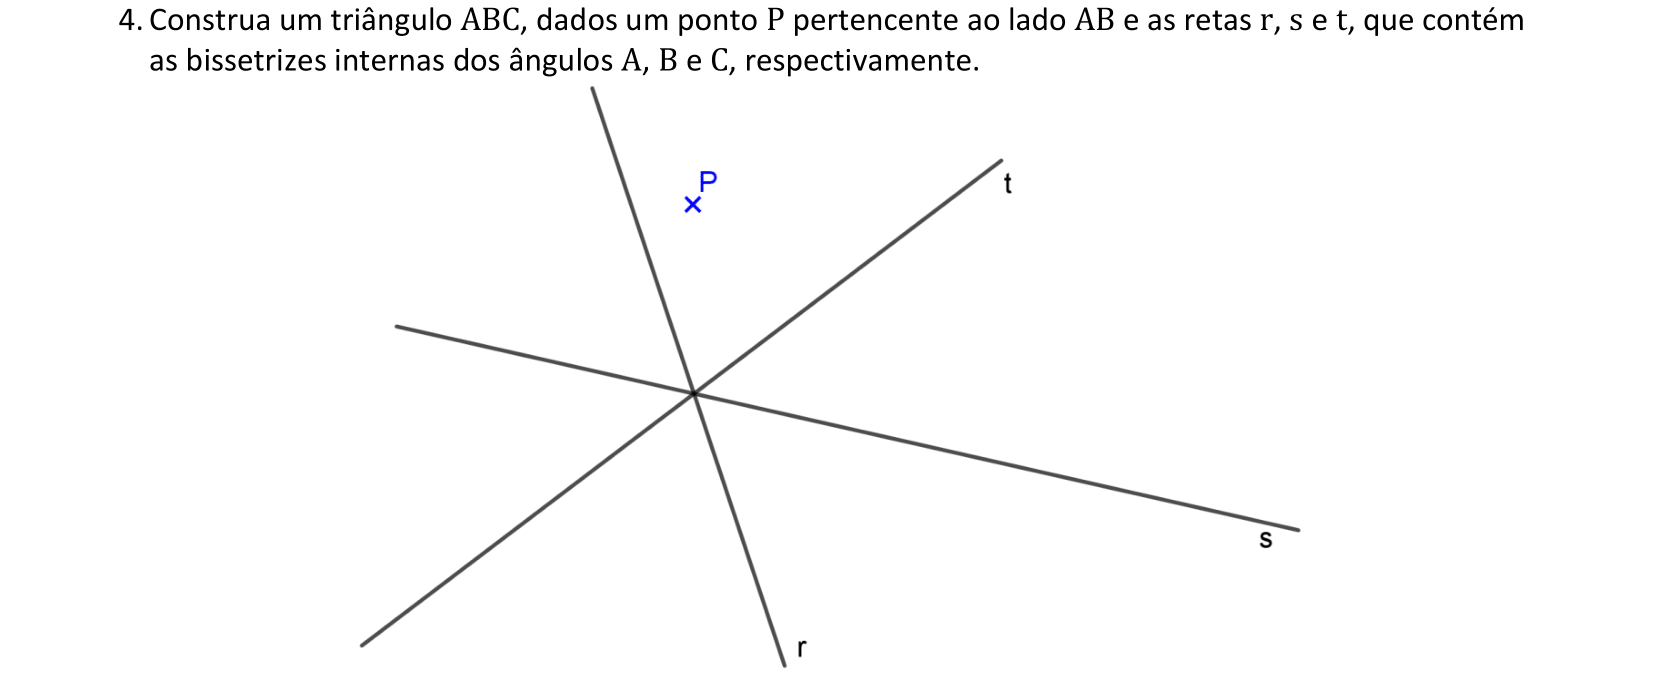 4. Construa um triângulo ABC, dados um ponto P pertencente ao lado AB e as retas r, s e t, que contém
as bissetrizes internas dos ângulos A, B e C, respectivamente.
P
t
s
r